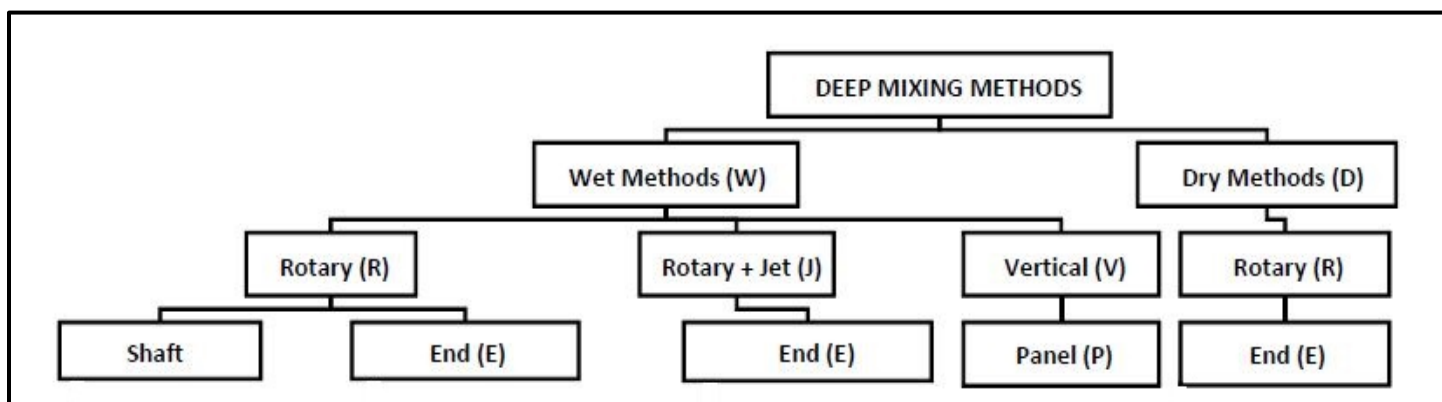 DEEP MIXING METHODS
Wet Methods (W)
Dry Methods (D)
Rotary (R)
Rotary + Jet (J)
Vertical (V)
Rotary (R)
Shaft
End (E)
End (E)
Panel (P)
End (E)